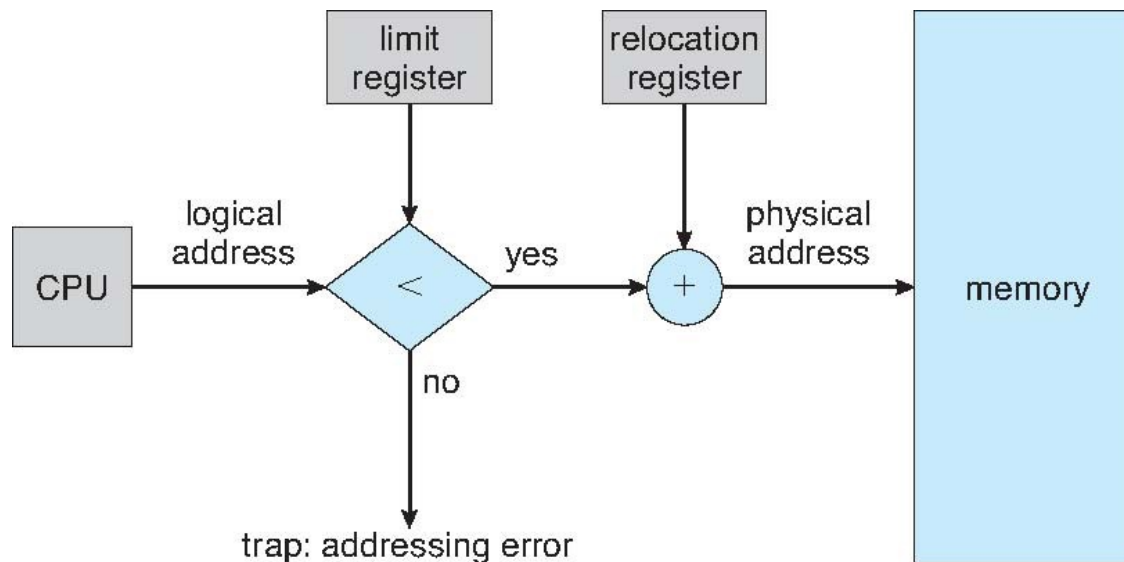 limit
register
relocation
register
logical
address
physical
address
CPU
<
yes
+
memory
no
trap: addressing error